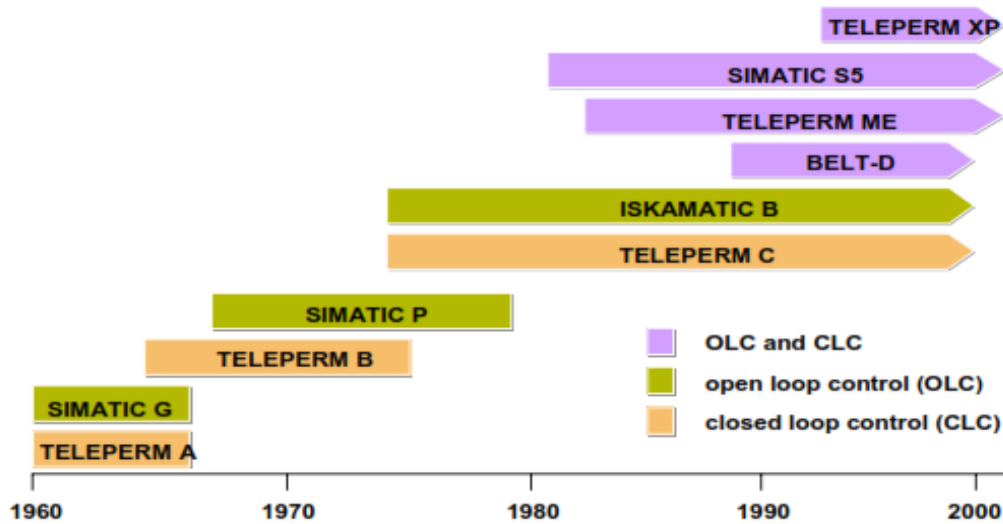 TELEPERM XP
SIMATIC S5
TELEPERM ME
BELT-D
ISKAMATIC B
TELEPERM C
SIMATIC P
TELEPERM B
SIMATIC G
TELEPERM A
OLC and CLC
open loop control (OLC)
closed loop control (CLC)
1960 1970 1980 1990 2000